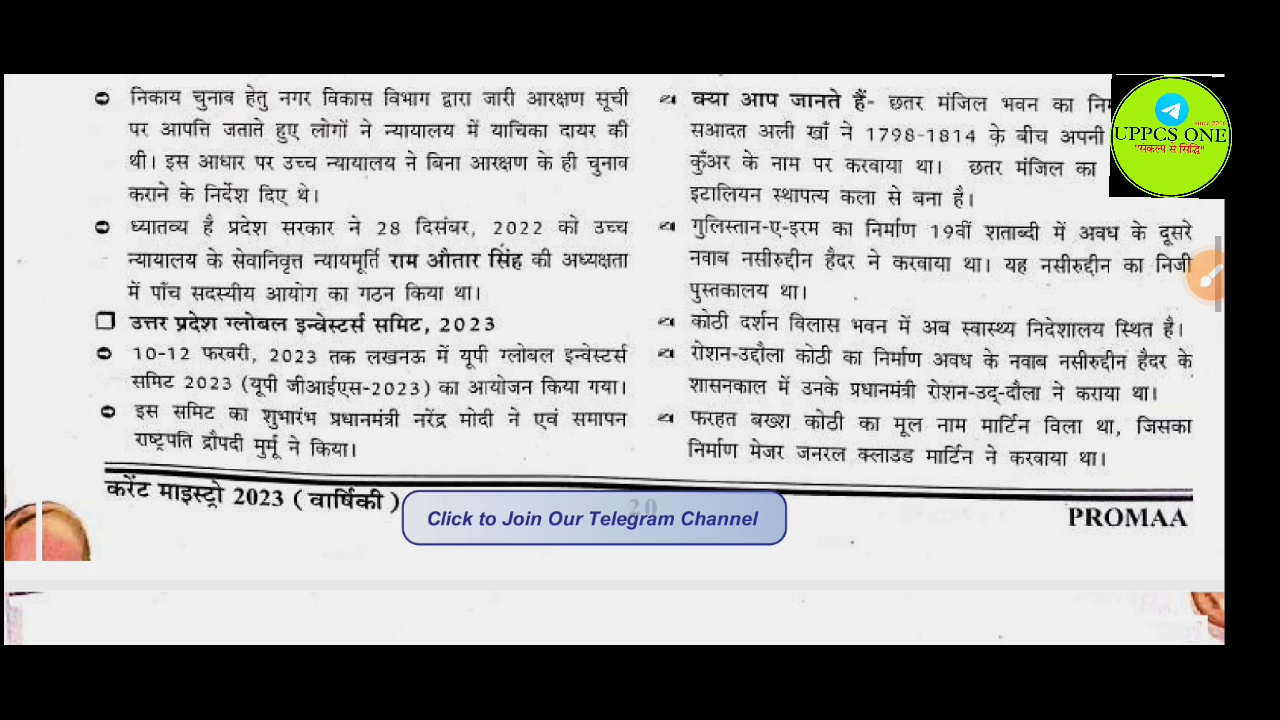 निकाय चुनाव हेतु नगर विकास विभाग द्वारा जारी आरक्षण सूची
पर आपत्ति जताते हुए लोगों ने न्यायालय में याचिका दायर की
थी। इस आधार पर उच्च न्यायालय ने बिना आरक्षण के ही चुनाव
कराने के निर्देश दिए थे।
ध्यातव्य है प्रदेश सरकार ने 28 दिसंबर, 2022 को उच्च
न्यायालय के सेवानिवृत्त न्यायमूर्ति राम औतार सिंह की अध्यक्षता
में पाँच सदस्यीय आयोग का गठन किया था।
उत्तर प्रदेश ग्लोबल इन्वेस्टर्स समिट, 2023
10-12 फरवरी, 2023 तक लखनऊ में यूपी ग्लोबल इन्वेस्टर्स
समिट 2023 (यूपी जीआईएस-2023) का आयोजन किया गया।
इस समिट का शुभारंभ प्रधानमंत्री नरेंद्र मोदी ने एवं समापन
राष्ट्रपति द्रौपदी मुर्मू ने किया।
क्या आप जानते हैं- छतर मंजिल भवन का
सआदत अली खाँ ने 1798-1814 के बीच अपनी
कुँअर के नाम पर करवाया था। छतर मंजिल का
इटालियन स्थापत्य कला से बना है।
गुलिस्तान-ए-इरम का निर्माण 19वीं शताब्दी में अवध के दूसरे
नवाब नसीरुद्दीन हैदर ने करवाया था। यह नसीरुद्दीन का निजी
पुस्तकालय था।
कोठी दर्शन विलास भवन में अब स्वास्थ्य निदेशालय स्थित है।
रोशन-उद्दौला कोठी का निर्माण अवध के नवाब नसीरुद्दीन हैदर के
शासनकाल में उनके प्रधानमंत्री रोशन-उद्-दौला ने कराया था।
फरहत बख्श कोठी का मूल नाम मार्टिन विला था, जिसका
निर्माण मेजर जनरल क्लाउड मार्टिन ने करवाया था।
करेंट माइस्ट्रो 2023 (वार्षिकी)
20
PROMAA
Click to Join Our Telegram Channel
since 2016
UPPCS ONE
"संकल्प से सिद्धि"